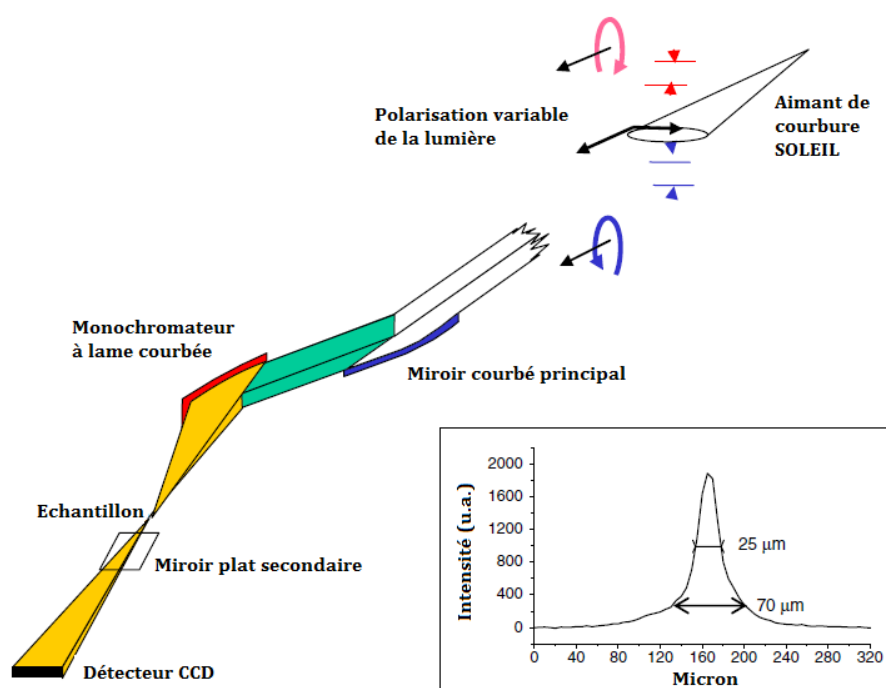 Polarisation variable
de la lumière
Aimant de
courbure
SOLEIL
Monochromateur
à lame courbée
Miroir courbé principal
Echantillon
Miroir plat secondaire
Détecteur CCD
Intensité (u.a.)
2000
1600
1200
800
400
0
25 μm
70 μm
0 40 80 120 160 200 240 280 320
Micron